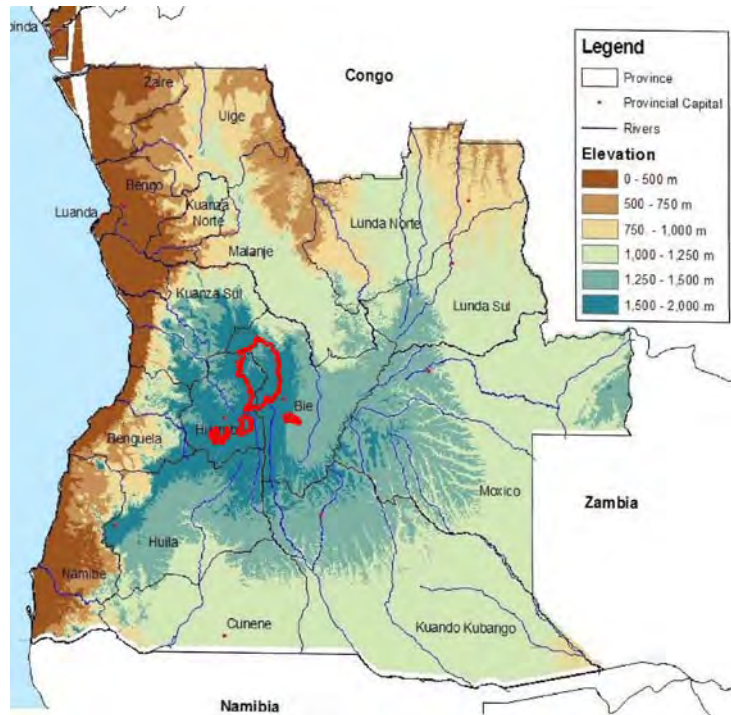 Congo
Zaire
Uige
Bengo
Luanda
Kuanza
Norte
Lunda Norte
Malanje
Kuanza Sul
Lunda Sul
Bie
Benguela
Moxico
Zambia
Huila
Namibe
Cunene
Kuando Kubango
Namibia
Legend
Province
Provincial Capital
Rivers
Elevation
0 - 500 m
500 - 750 m
750 - 1,000 m
1,000 - 1,250 m
1,250 - 1,500 m
1,500 - 2,000 m